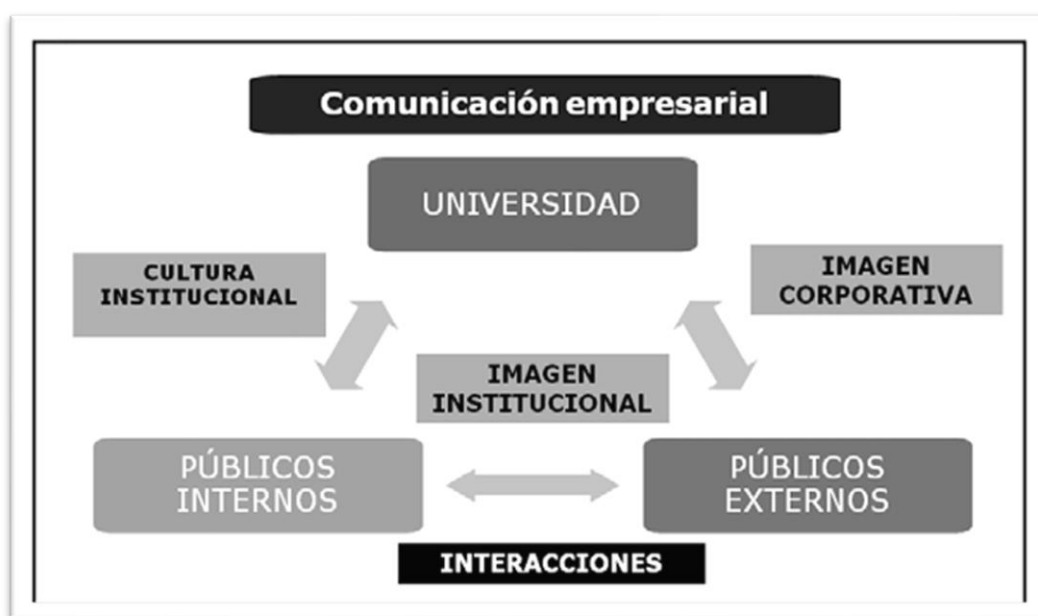 Comunicación empresarial
UNIVERSIDAD
CULTURA
INSTITUCIONAL
IMAGEN
CORPORATIVA
IMAGEN
INSTITUCIONAL
PÚBLICOS
INTERNOS
PÚBLICOS
EXTERNOS
INTERACCIONES